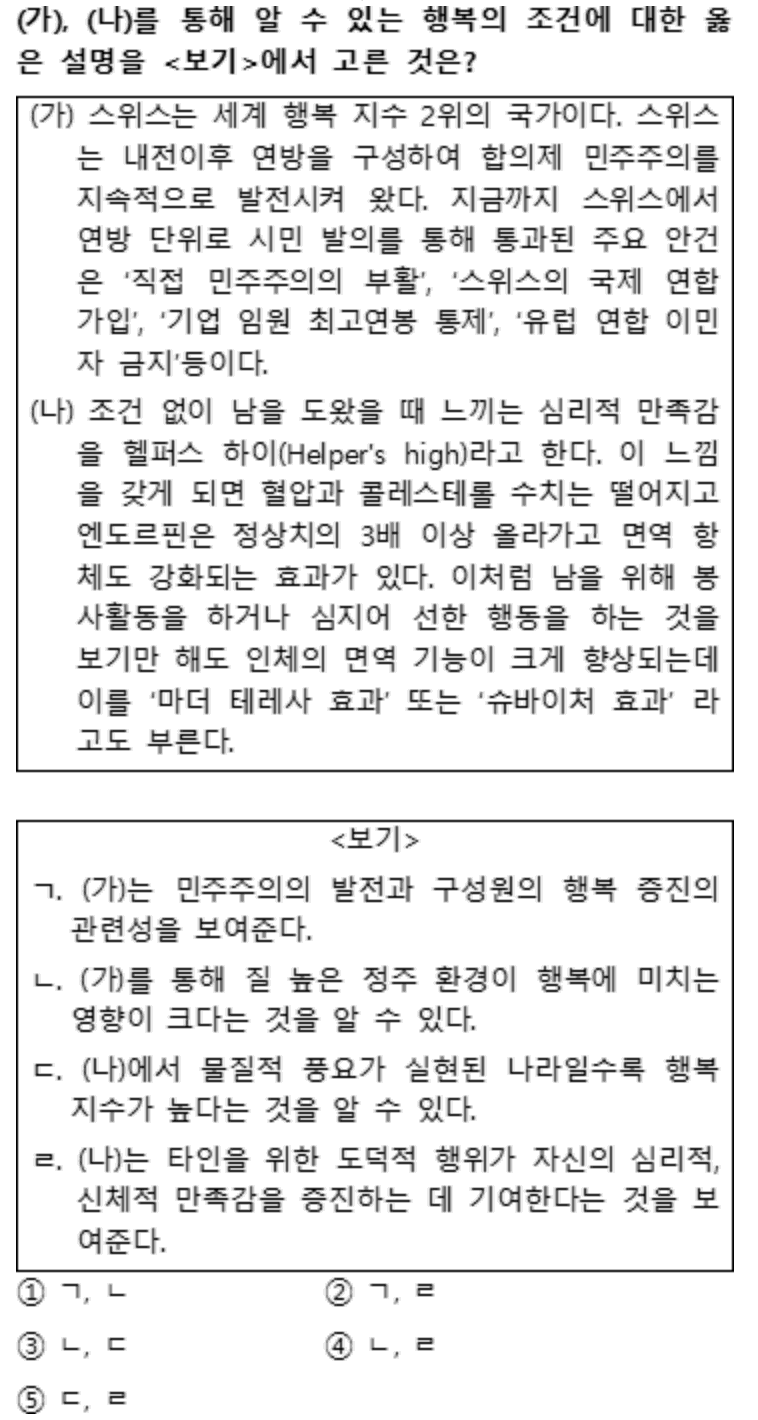 (가), (나)를 통해 알 수 있는 행복의 조건에 대한 옳
은 설명을 <보기>에서 고른 것은?
(가) 스위스는 세계 행복 지수 2위의 국가이다. 스위스
는 내전이후 연방을 구성하여 합의제 민주주의를
지속적으로 발전시켜 왔다. 지금까지 스위스에서
연방 단위로 시민 발의를 통해 통과된 주요 안건
은 ‘직접 민주주의의 부활’, ‘스위스의 국제 연합
가입’, ‘기업 임원 최고연봉 통제’, ‘유럽 연합 이민
자 금지’등이다.
(나) 조건 없이 남을 도왔을 때 느끼는 심리적 만족감
을 헬퍼스 하이(Helper's high)라고 한다. 이 느낌
을 갖게 되면 혈압과 콜레스테롤 수치는 떨어지고
엔도르핀은 정상치의 3배 이상 올라가고 면역 항
체도 강화되는 효과가 있다. 이처럼 남을 위해 봉
사활동을 하거나 심지어 선한 행동을 하는 것을
보기만 해도 인체의 면역 기능이 크게 향상되는데
이를 ‘마더 테레사 효과’ 또는 ‘슈바이처 효과’ 라
고도 부른다.
<보기>
ㄱ. (가)는 민주주의의 발전과 구성원의 행복 증진의
관련성을 보여준다.
ㄴ. (가)를 통해 질 높은 정주 환경이 행복에 미치는
영향이 크다는 것을 알 수 있다.
ㄷ. (나)에서 물질적 풍요가 실현된 나라일수록 행복
지수가 높다는 것을 알 수 있다.
ㄹ. (나)는 타인을 위한 도덕적 행위가 자신의 심리적,
신체적 만족감을 증진하는 데 기여한다는 것을 보
여준다.
① ㄱ, ㄴ ② ㄱ, ㄹ
③ ㄴ, ㄷ ④ ㄴ, ㄹ
⑤ ㄷ, ㄹ